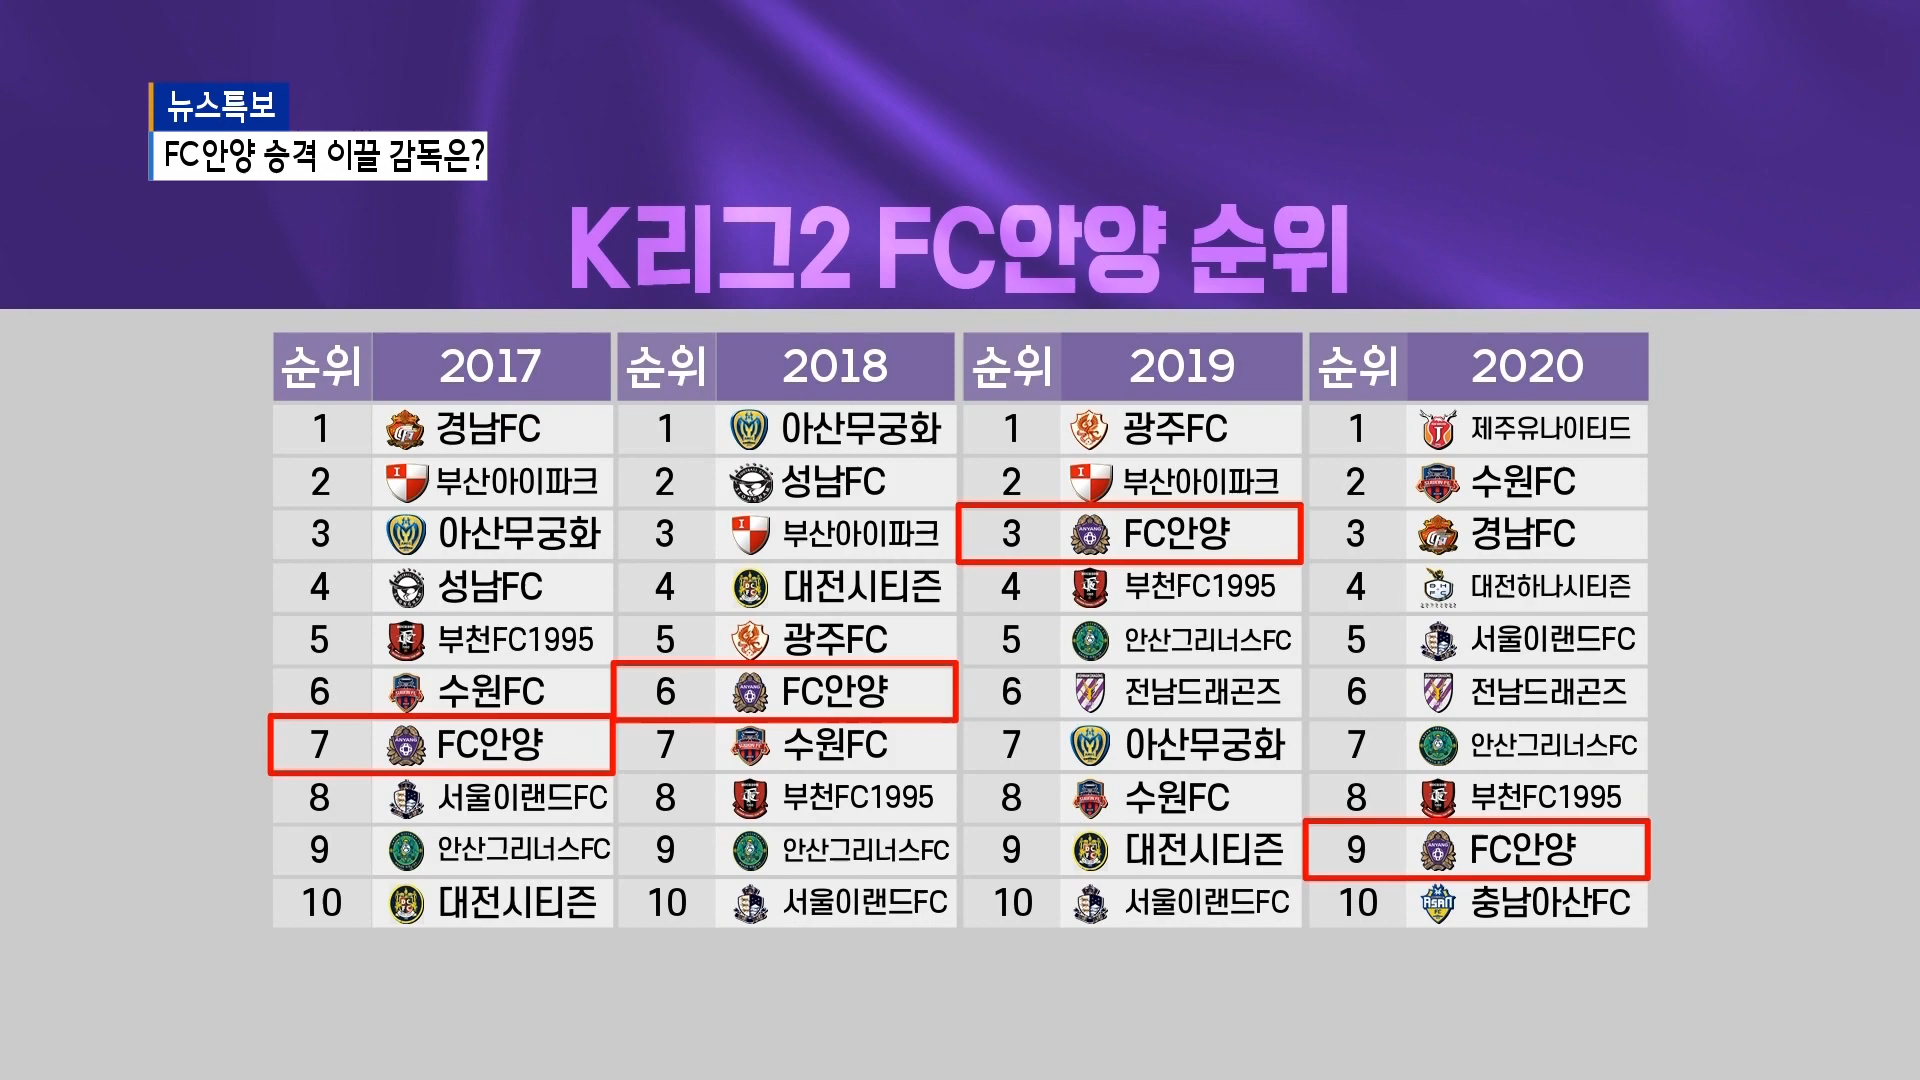 뉴스특보
FC안양 승격 이끌 감독은?
K리그2 FC안양 순위
순위 2017 순위 2018 순위 2019 순위 2020
1 경남FC 1 아산무궁화 1 광주FC 1 제주유나이티드
2 부산아이파크 2 성남FC 2 부산아이파크 2 수원FC
3 아산무궁화 3 부산아이파크 3 FC안양 3 경남FC
4 성남FC 4 대전시티즌 4 부천FC1995 4 대전하나시티즌
5 부천FC1995 5 광주FC 5 안산그리너스FC 5 서울이랜드FC
6 수원FC 6 FC안양 6 전남드래곤즈 6 전남드래곤즈
7 FC안양 7 수원FC 7 아산무궁화 7 안산그리너스FC
8 서울이랜드FC 8 부천FC1995 8 수원FC 8 부천FC1995
9 안산그리너스FC 9 안산그리너스FC 9 대전시티즌 9 FC안양
10 대전시티즌 10 서울이랜드FC 10 서울이랜드FC 10 충남아산FC